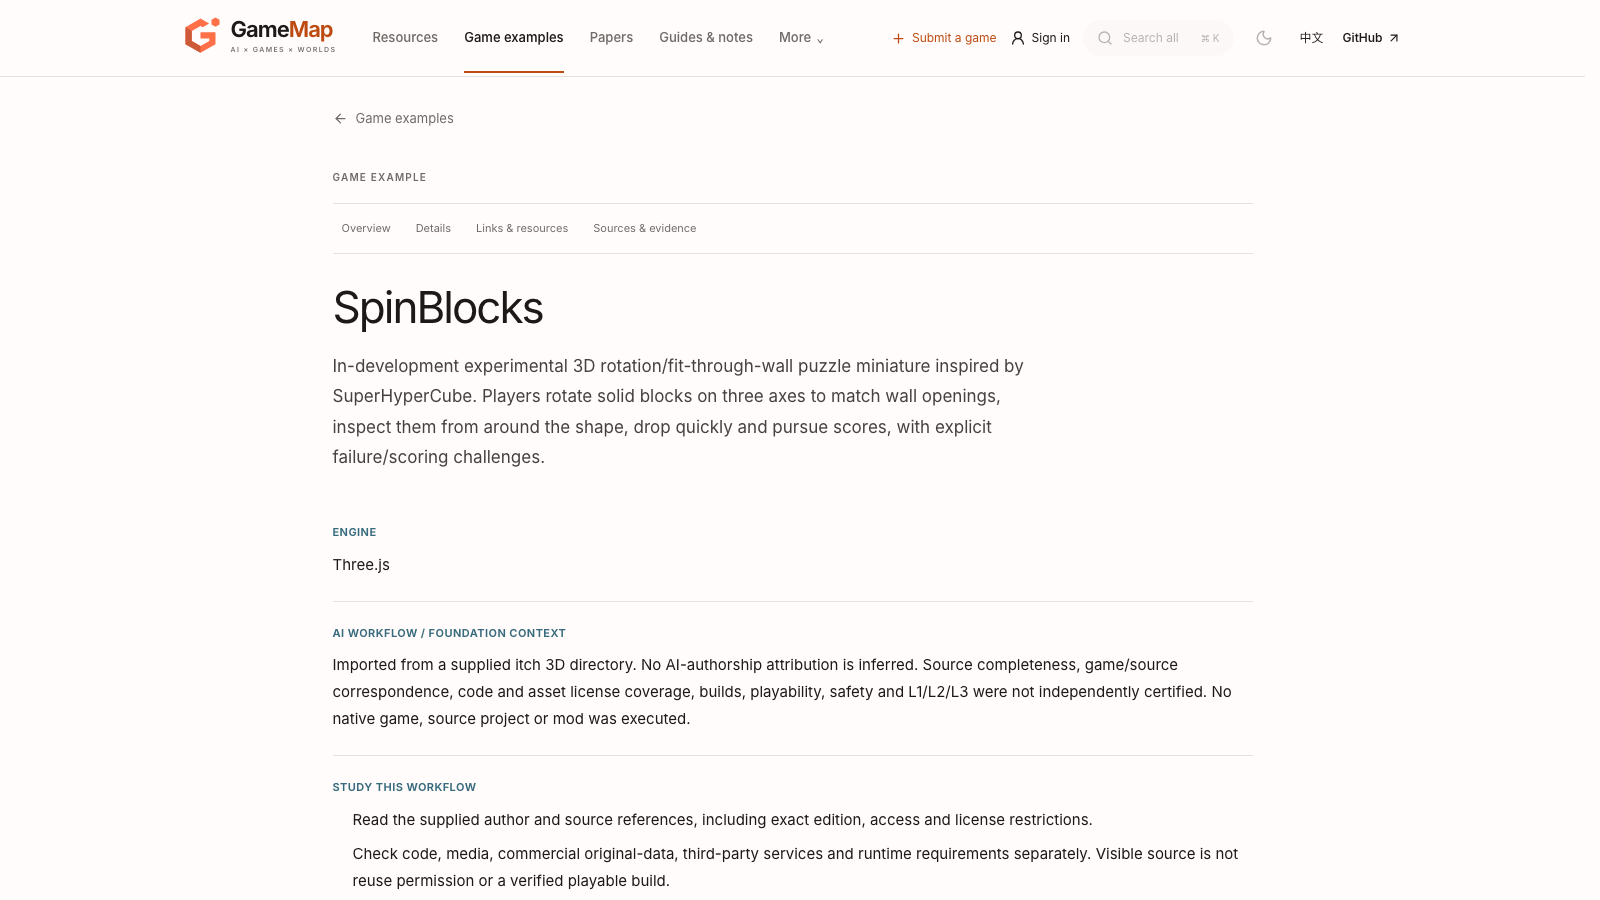 GameMap
AI × GAMES × WORLDS
Resources
Game examples
Papers
Guides & notes
More
Submit a game
Sign in
Search all
⌘ K
中文
GitHub
Game examples
GAME EXAMPLE
Overview
Details
Links & resources
Sources & evidence
SpinBlocks
In-development experimental 3D rotation/fit-through-wall puzzle miniature inspired by
SuperHyperCube. Players rotate solid blocks on three axes to match wall openings,
inspect them from around the shape, drop quickly and pursue scores, with explicit
failure/scoring challenges.
ENGINE
Three.js
AI WORKFLOW / FOUNDATION CONTEXT
Imported from a supplied itch 3D directory. No AI-authorship attribution is inferred. Source completeness, game/source
correspondence, code and asset license coverage, builds, playability, safety and L1/L2/L3 were not independently certified. No
native game, source project or mod was executed.
STUDY THIS WORKFLOW
Read the supplied author and source references, including exact edition, access and license restrictions.
Check code, media, commercial original-data, third-party services and runtime requirements separately. Visible source is not
reuse permission or a verified playable build.